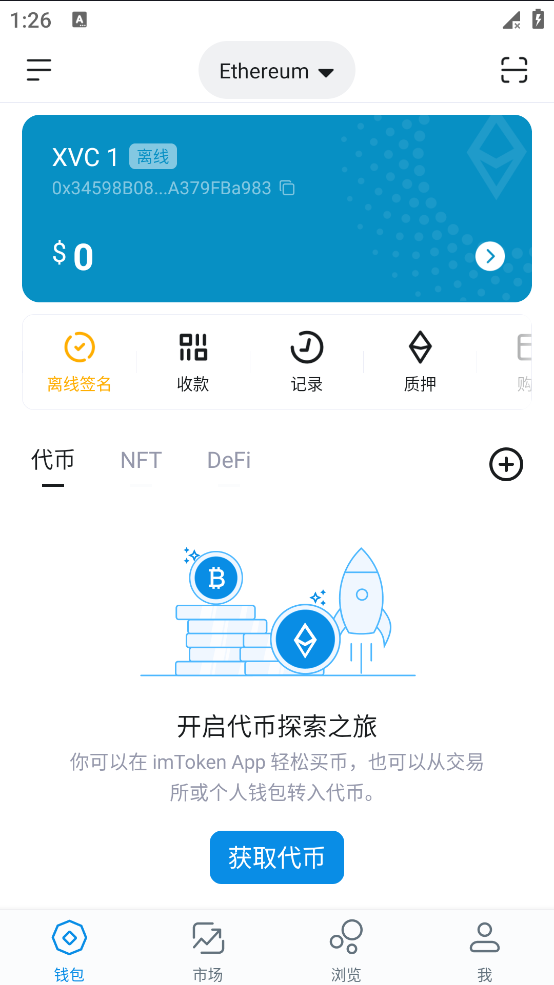 1:26
A
Ethereum
XVC 1 离线
0x34598B08...A379FBa983
$ 0
离线签名 收款 记录 质押 购
代币 NFT DeFi
开启代币探索之旅
你可以在 imToken App 轻松买币，也可以从交易
所或个人钱包转入代币。
获取代币
钱包 市场 浏览 我